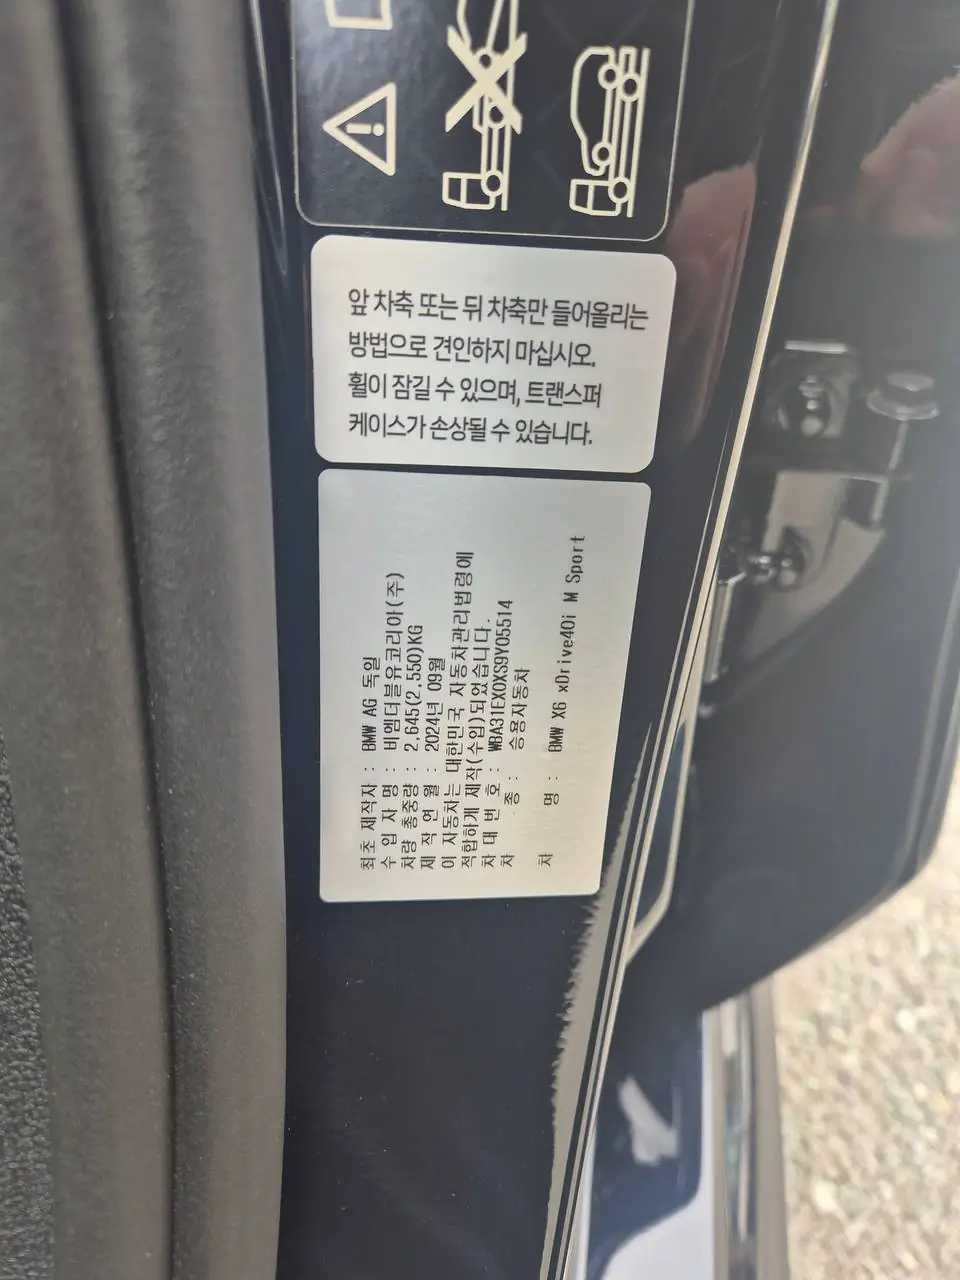 앞 차축 또는 뒤 차축만 들어올리는
방법으로 견인하지 마십시오.
휠이 잠길 수 있으며, 트랜스퍼
케이스가 손상될 수 있습니다.
최초 제작자 : BMW AG 독일
수 입 자 명 : 비엠더블유코리아(주)
차량 총중량 : 2,645(2,550)KG
제 작 연 월 : 2024년 09월
이 자동차는 대한민국 자동차관리법령에
적합하게 제작(수입)되었습니다.
차 대 번 호 : WBA31EX0XS9Y05514
차 종 : 승용자동차
차 명 : BMW X6 xDrive40i M Sport